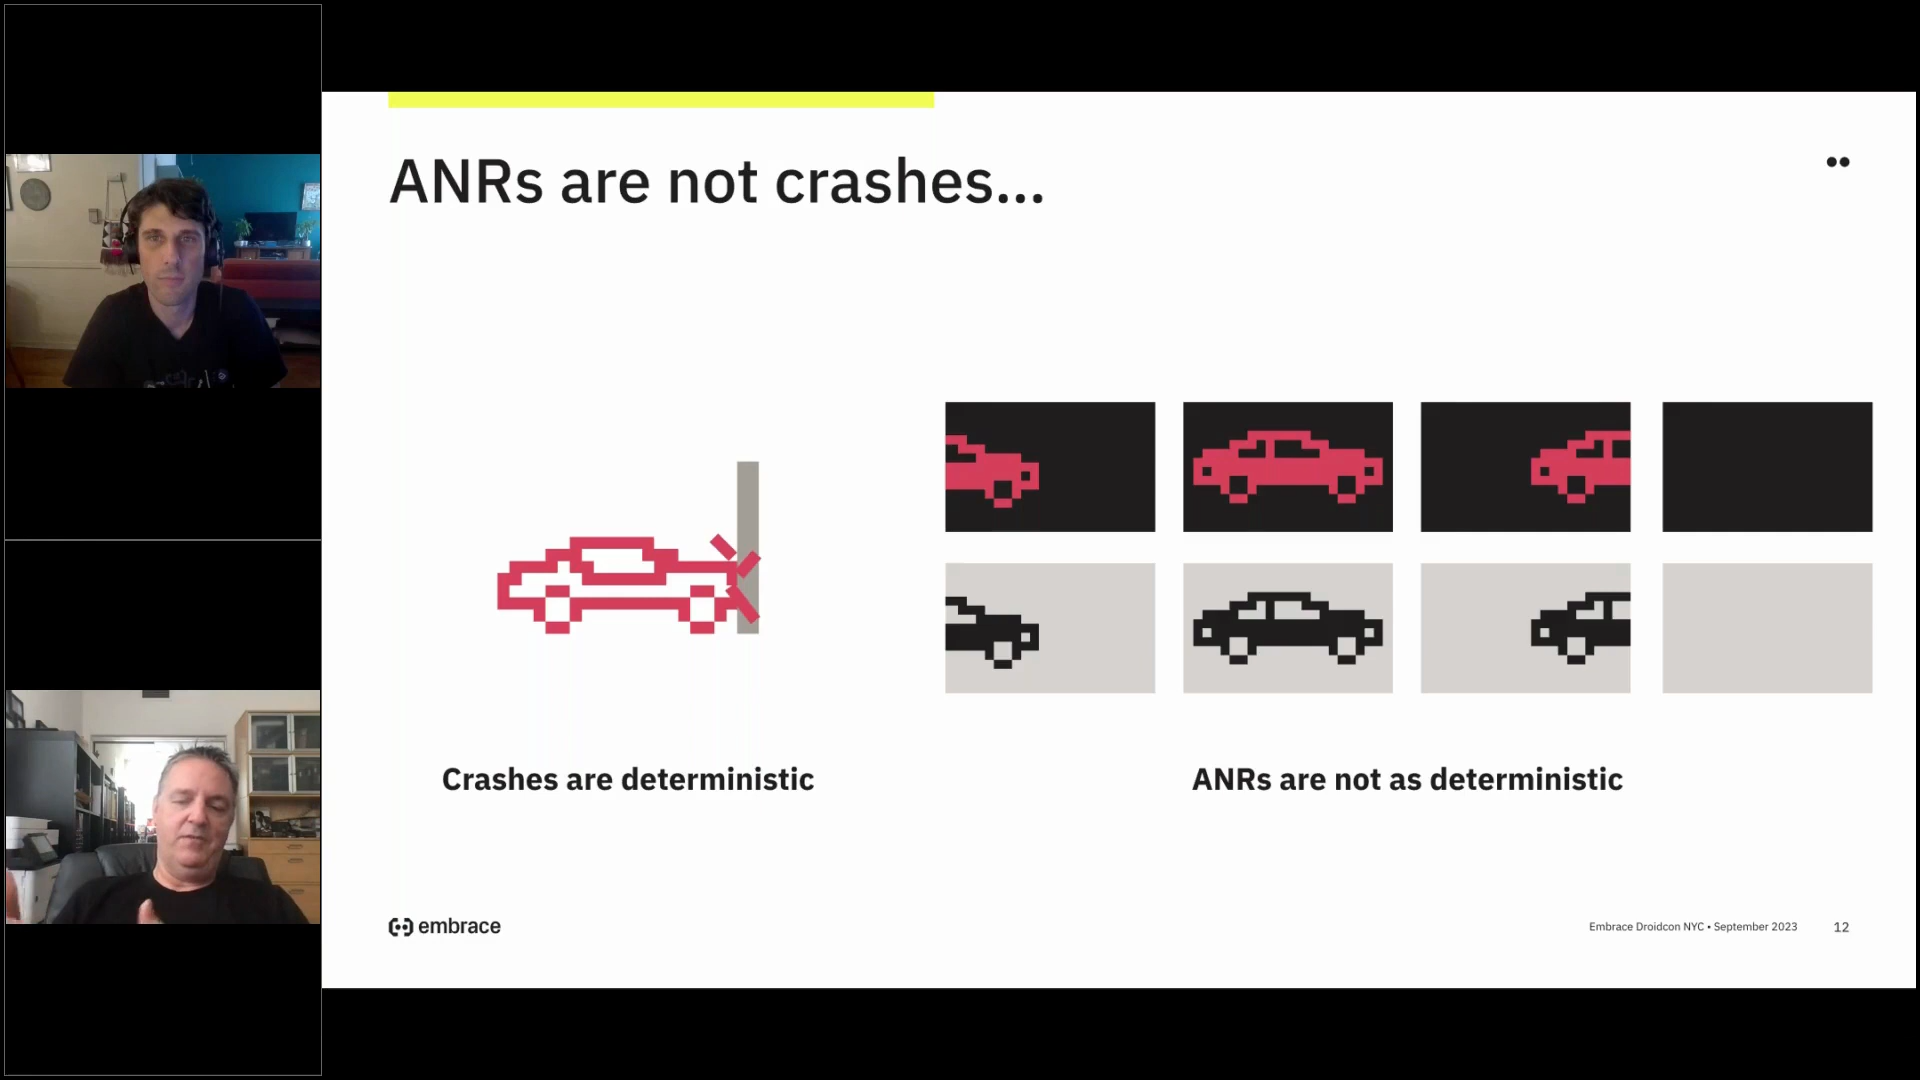 ANRs are not crashes...
Crashes are deterministic
ANRs are not as deterministic
embrace
Embrace Droidcon NYC • September 2023
12